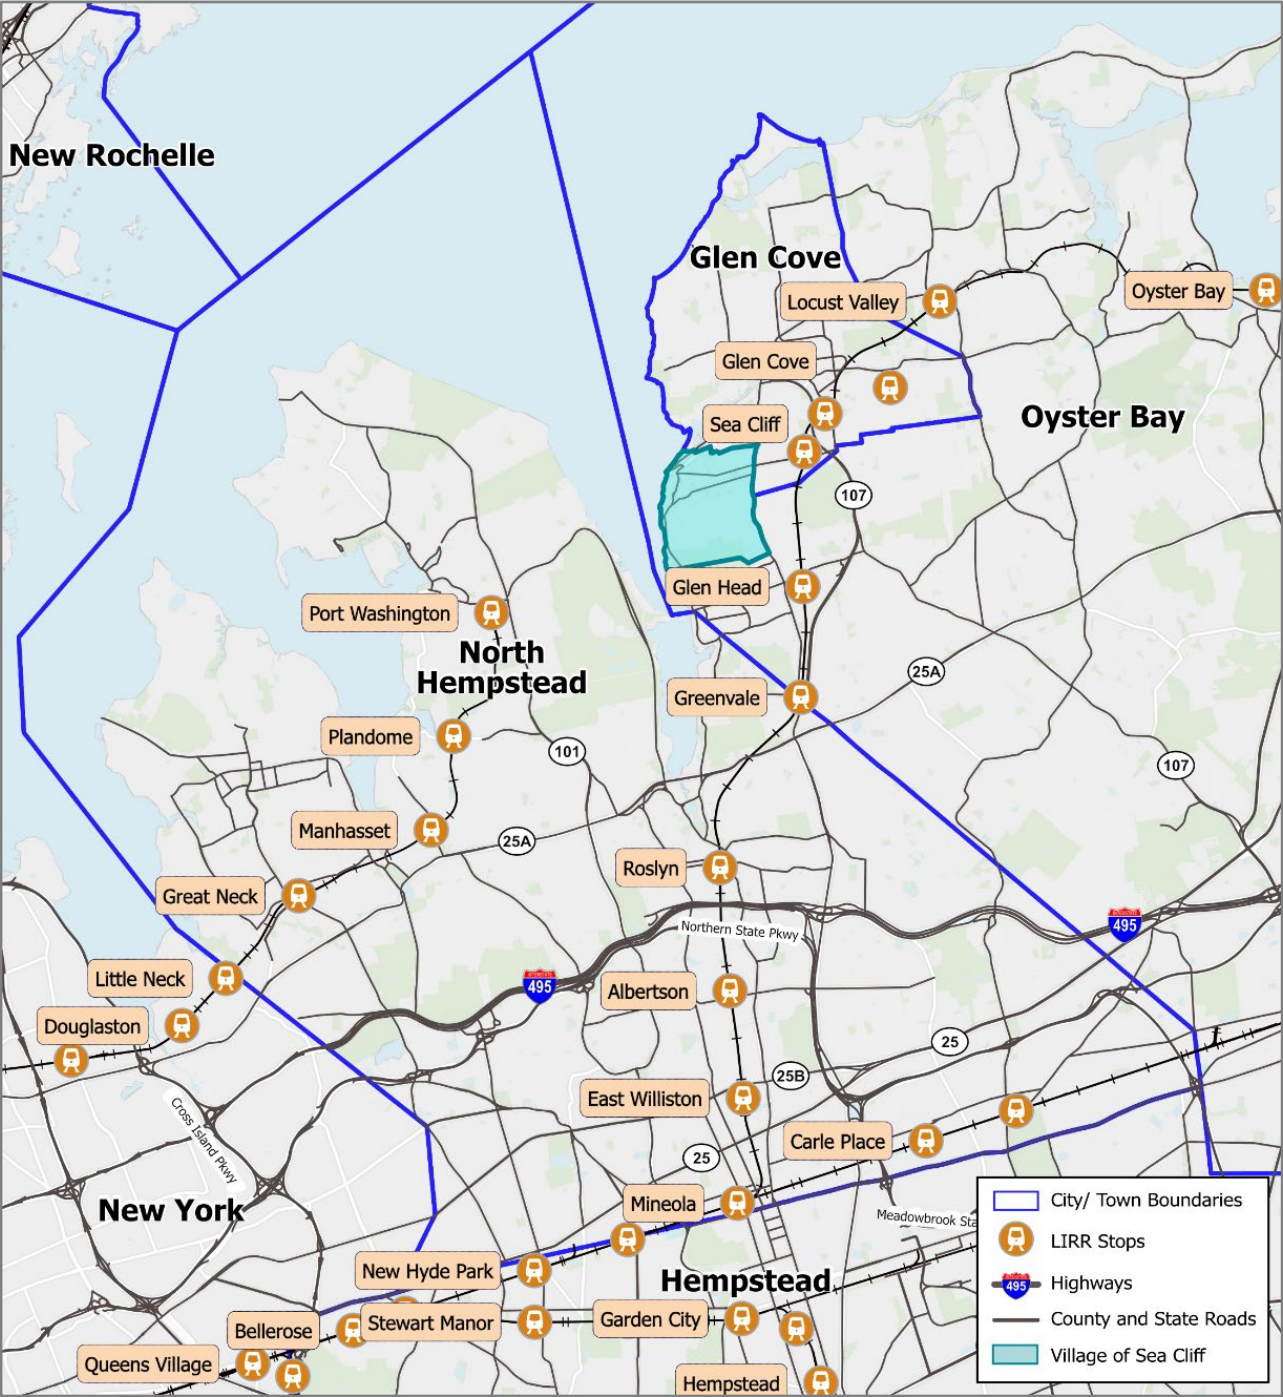 New Rochelle
Glen Cove
Locust Valley
Oyster Bay
Glen Cove
Oyster Bay
Sea Cliff
107
Glen Head
Port Washington
North
Hempstead
25A
Greenvale
Plandome
101
107
Manhasset
25A
Roslyn
Great Neck
495
Northern State Pkwy
Little Neck
495
Albertson
Douglaston
25
25B
East Williston
Cross Island Pkwy
Carle Place
25
New York
Mineola
Meadowbrook Sta
New Hyde Park
Hempstead
Stewart Manor
Garden City
Bellerose
Queens Village
Hempstead
City/ Town Boundaries
LIRR Stops
495
Highways
County and State Roads
Village of Sea Cliff